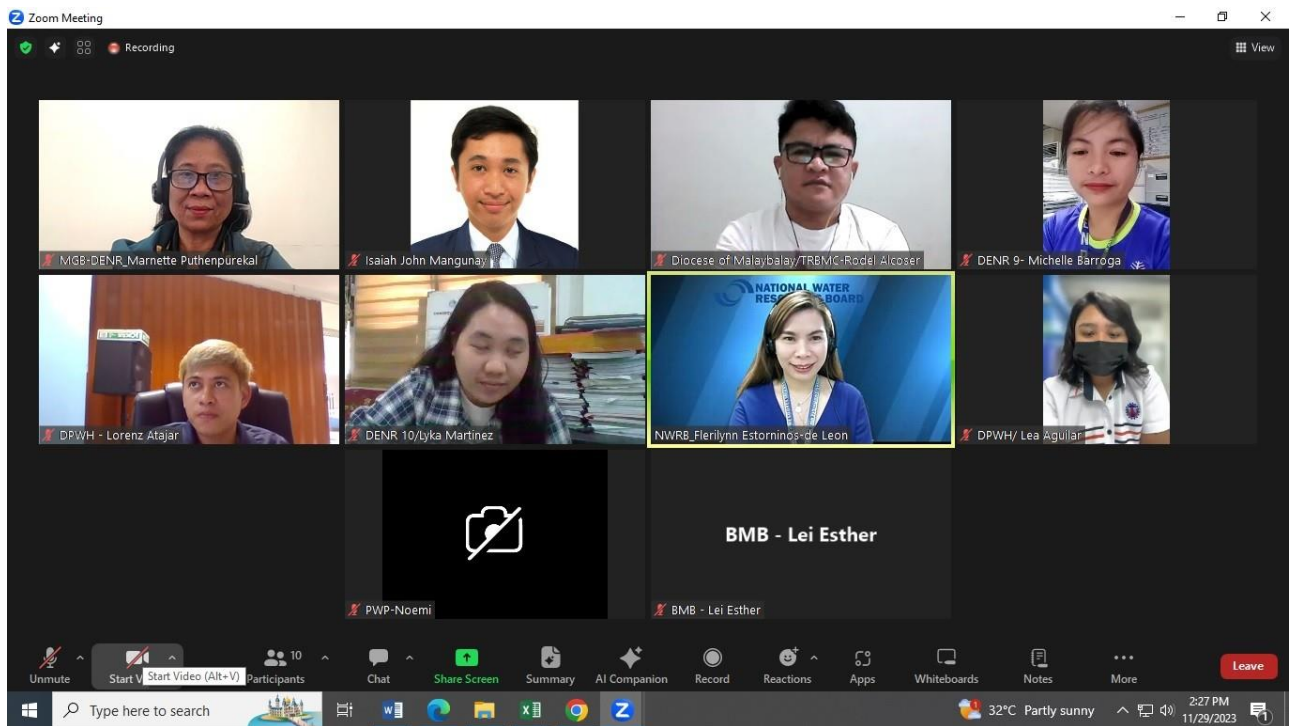 Zoom Meeting
Recording
View
MGB-DENR_Marnette Puthenpurekal
Isaiah John Mangunay
Diocese of Malaybalay/TRBMC-Rodel Alcoser
DENR 9- Michelle Barroga
NATIONAL WATER
BOARD
DPWH - Lorenz Atajar
DENR 10/Lyka Martinez
NWRB_Flerilynn Estorninos-de Leon
DPWH/ Lea Aguilar
BMB - Lei Esther
PWP-Noemi
BMB - Lei Esther
10
Unmute
Start V
Start Video (Alt+V)
Participants
Chat
Share Screen
Summary
AI Companion
Record
Reactions
Apps
Whiteboards
Notes
More
Leave
Type here to search
32°C Partly sunny
2:27 PM
11/29/2023
1